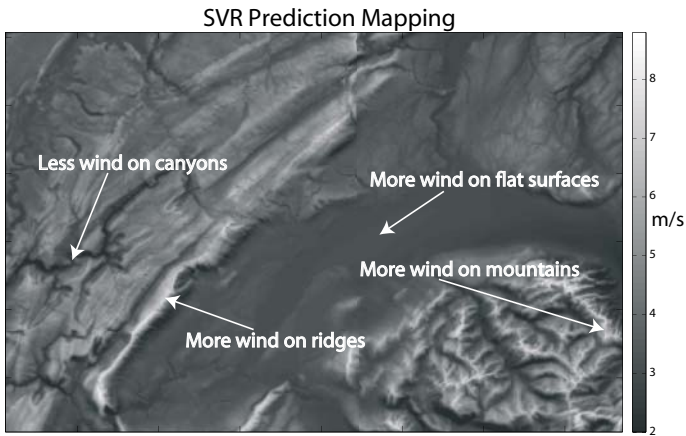 SVR Prediction Mapping
8
Less wind on canyons
7
More wind on flat surfaces
6
m/s
5
More wind on mountains
4
More wind on ridges
3
2